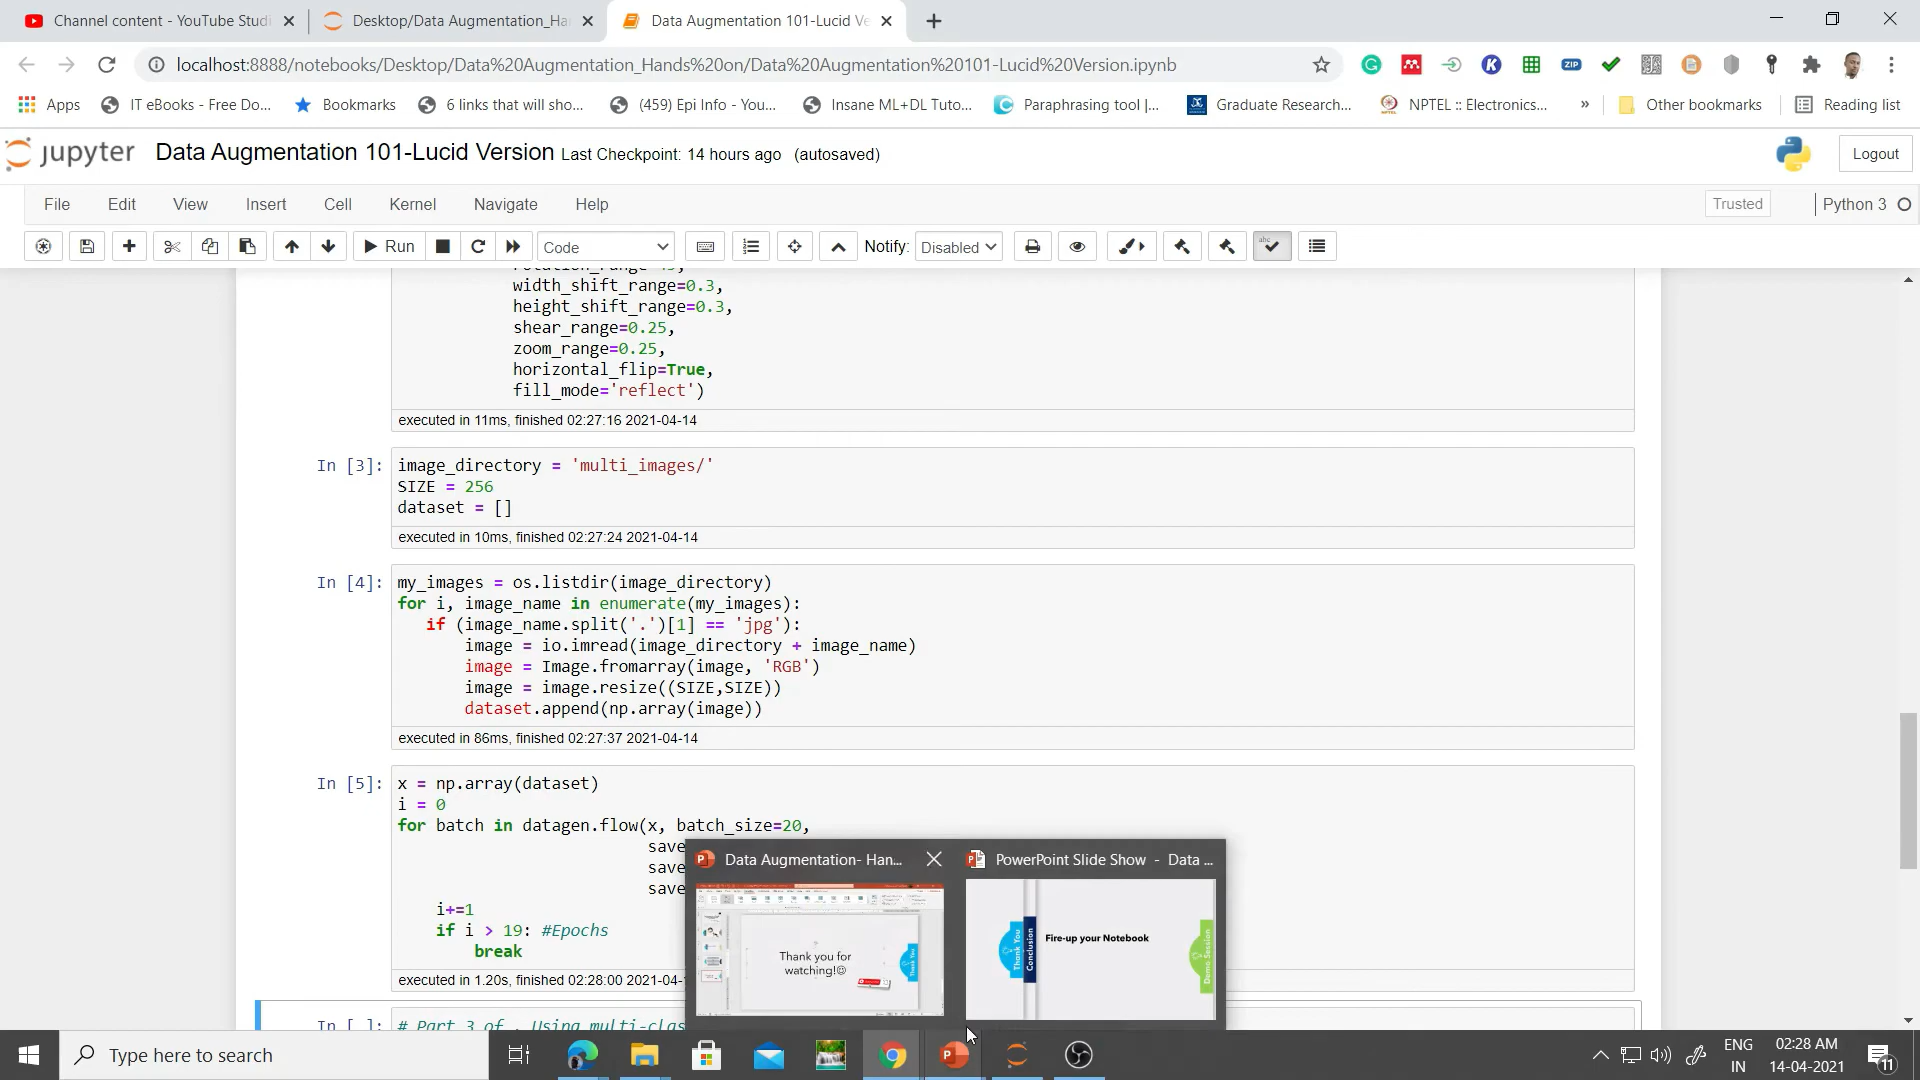 Channel content - YouTube Studi
Desktop/Data Augmentation_Ha
Data Augmentation 101-Lucid Ve
localhost:8888/notebooks/Desktop/Data%20Augmentation_Hands%20on/Data%20Augmentation%20101-Lucid%20Version.ipynb
Apps
IT eBooks - Free Do...
Bookmarks
6 links that will sho...
(459) Epi Info - You...
Insane ML+DL Tuto...
Paraphrasing tool |...
Graduate Research...
NPTEL :: Electronics...
»
Other bookmarks
Reading list
jupyter
Data Augmentation 101-Lucid Version Last Checkpoint: 14 hours ago (autosaved)
Logout
File Edit View Insert Cell Kernel Navigate Help
Trusted
Python 3
Run
Code
Notify: Disabled
width_shift_range=0.3,
height_shift_range=0.3,
shear_range=0.25,
zoom_range=0.25,
horizontal_flip=True,
fill_mode='reflect')
executed in 11ms, finished 02:27:16 2021-04-14
In [3]:
image_directory = 'multi_images/'
SIZE = 256
dataset = []
executed in 10ms, finished 02:27:24 2021-04-14
In [4]:
my_images = os.listdir(image_directory)
for i, image_name in enumerate(my_images):
if (image_name.split('.')[1] == 'jpg'):
image = io.imread(image_directory + image_name)
image = Image.fromarray(image, 'RGB')
image = image.resize((SIZE,SIZE))
dataset.append(np.array(image))
executed in 86ms, finished 02:27:37 2021-04-14
In [5]:
x = np.array(dataset)
i = 0
for batch in datagen.flow(x, batch_size=20,
save
save
save
i+=1
if i > 19: #Epochs
break
executed in 1.20s, finished 02:28:00 2021-04-
In [ ]:
# Part 3 of . Using multi-clas
Data Augmentation- Han...
PowerPoint Slide Show - Data ...
Thank you for
watching!☺
Thank You
Thank You
Conclusion
Fire-up your Notebook
Demo Session
Type here to search
ENG
IN
02:28 AM
14-04-2021
11